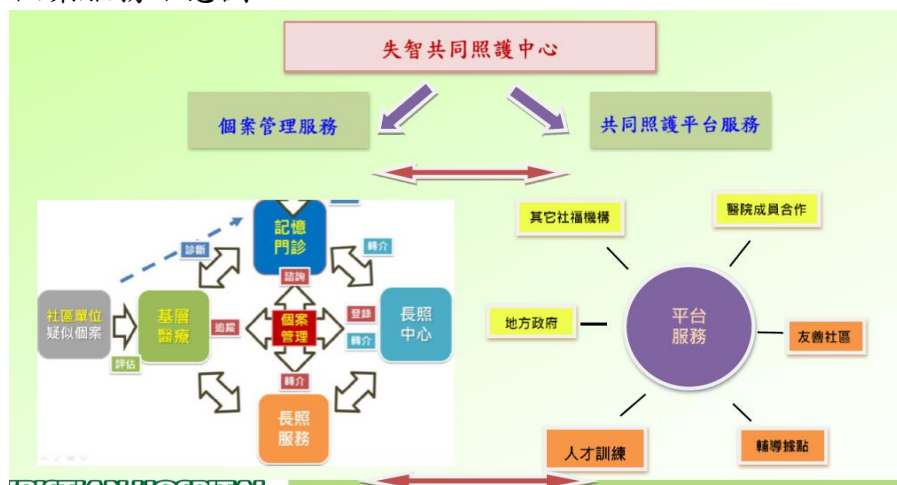 失智共同照護中心
個案管理服務
共同照護平台服務
記憶
門診
診斷
轉介
諮詢
社區單位
疑似個案
評估
基層
醫療
追蹤
個案
管理
登錄
轉介
長照
中心
轉介
長照
服務
其它社福機構
醫院成員合作
地方政府
平台
服務
友善社區
人才訓練
輔導據點